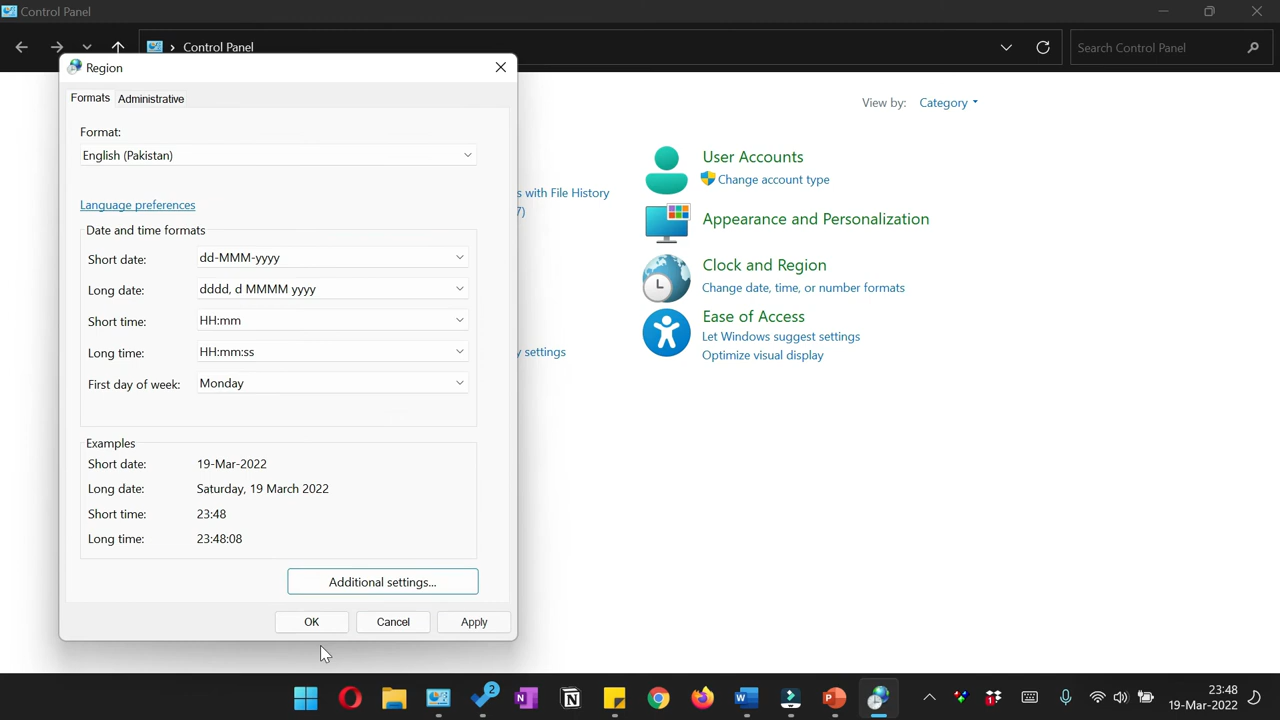 Control Panel
Control Panel
Search Control Panel
Region
Formats Administrative
View by: Category
Format:
English (Pakistan)
Language preferences
Date and time formats
Short date: dd-MMM-yyyy
Long date: dddd, d MMMM yyyy
Short time: HH:mm
Long time: HH:mm:ss
First day of week: Monday
Examples
Short date: 19-Mar-2022
Long date: Saturday, 19 March 2022
Short time: 23:48
Long time: 23:48:08
Additional settings...
OK Cancel Apply
s with File History
7)
y settings
User Accounts
Change account type
Appearance and Personalization
Clock and Region
Change date, time, or number formats
Ease of Access
Let Windows suggest settings
Optimize visual display
2
1
23:48
19-Mar-2022